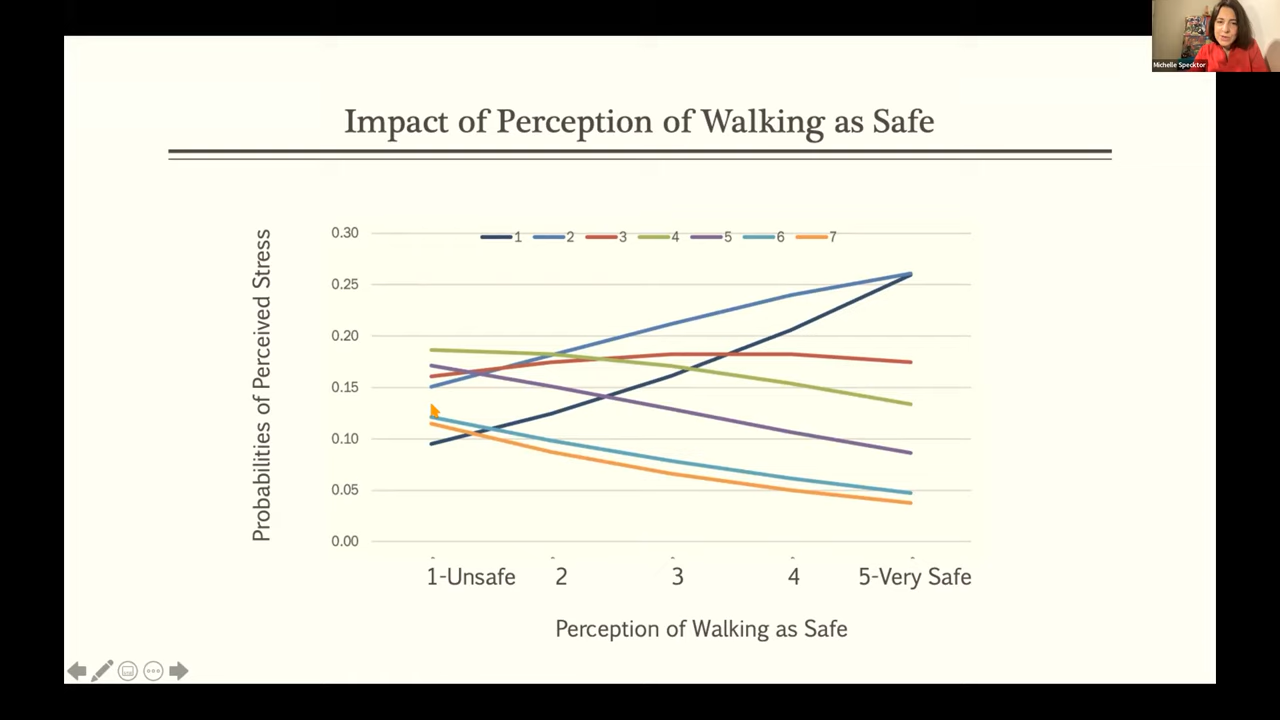 Michelle Specktor
Impact of Perception of Walking as Safe
Probabilities of Perceived Stress
1 2 3 4 5 6 7
0.30
0.25
0.20
0.15
0.10
0.05
0.00
1-Unsafe 2 3 4 5-Very Safe
Perception of Walking as Safe